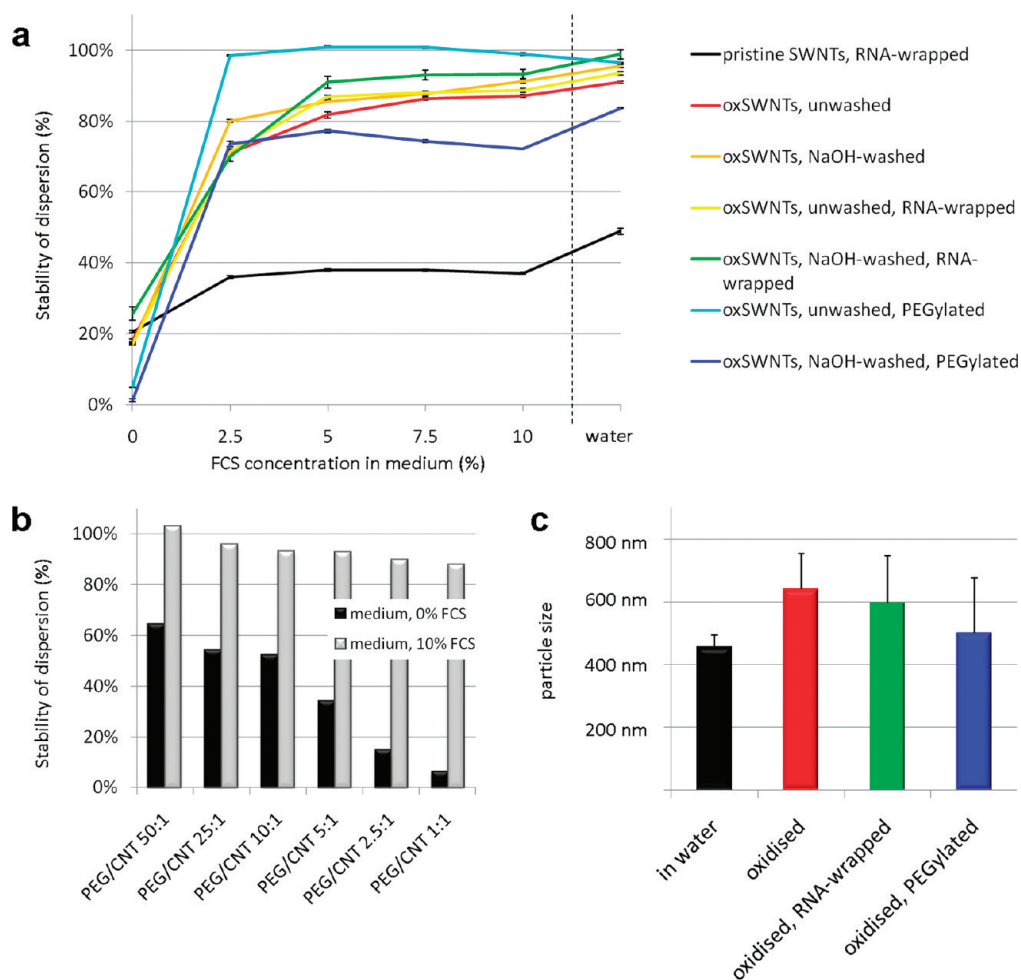 a
Stability of dispersion (%)
100%
80%
60%
40%
20%
0%
0
2.5
5
7.5
10
water
FCS concentration in medium (%)
pristine SWNTs, RNA-wrapped
oxSWNTs, unwashed
oxSWNTs, NaOH-washed
oxSWNTs, unwashed, RNA-wrapped
oxSWNTs, NaOH-washed, RNA-
wrapped
oxSWNTs, unwashed, PEGylated
oxSWNTs, NaOH-washed, PEGylated
b
Stability of dispersion (%)
100%
80%
60%
40%
20%
0%
medium, 0% FCS
medium, 10% FCS
PEG/CNT 50:1
PEG/CNT 25:1
PEG/CNT 10:1
PEG/CNT 5:1
PEG/CNT 2.5:1
PEG/CNT 1:1
c
particle size
800 nm
600 nm
400 nm
200 nm
in water
oxidised
oxidised, RNA-wrapped
oxidised, PEGylated